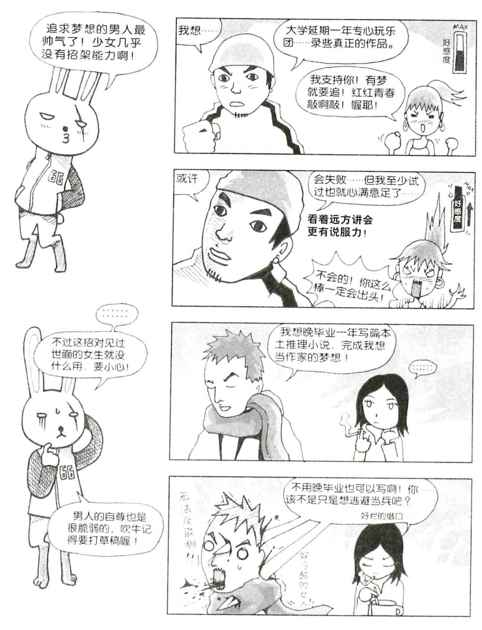 追求梦想的男人最
帅气了！少女几乎
没有招架能力啊！
66
我想……
大学延期一年专心玩乐
团……录些真正的作品。
我支持你！有梦
就要追！红红青春
敲啊敲！喔耶！
MAX
好感度
或许
会失败……但我至少试
过也就心满意足了
看着远方讲会
更有说服力！
好感度
不会的！你这么
棒一定会出头！
…………
不过这招对见过
世面的女生就没
什么用，要小心！
66
男人的自尊也是
很脆弱的，吹牛记
得要打草稿喔！
我想晚毕业一年写篇本
土推理小说，完成我想
当作家的梦想！
…………
不用晚毕业也可以写啊！你……
该不是只是想逃避当兵吧？
好烂的借口